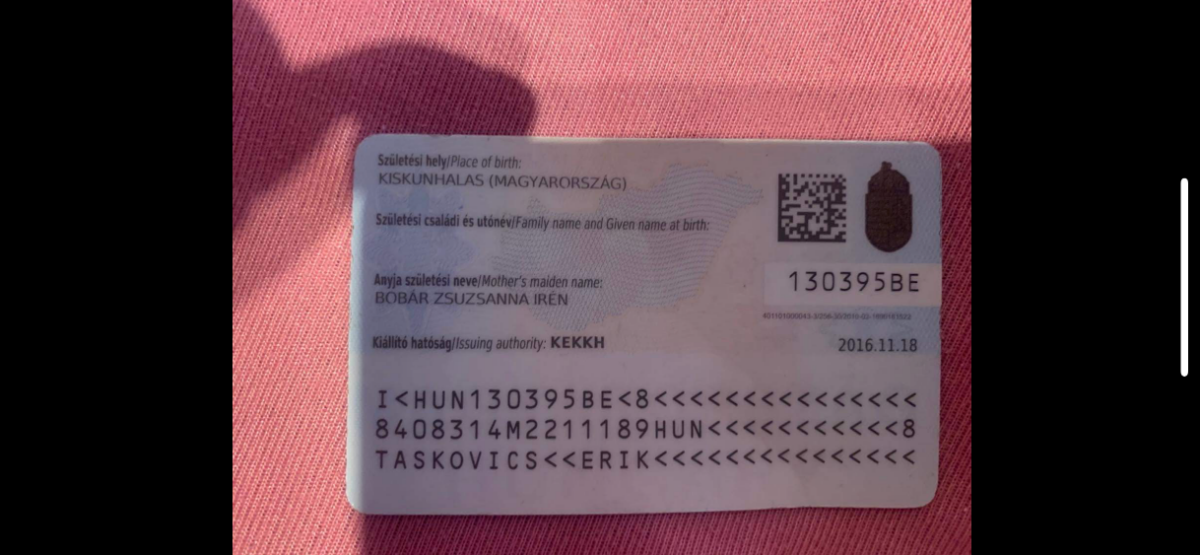 Születési hely/Place of birth:
KISKUNHALAS (MAGYARORSZÁG)
Születési családi és utónév/Family name and Given name at birth:
130395BE
Anyja születési neve/Mother's maiden name:
BOBÁR ZSUZSANNA IRÉN
Kiállító hatóság/Issuing authority: KEKKH
2016.11.18
I<HUN130395BE<8<<<<<<<<<<<<<<<
8408314M2211189HUN<<<<<<<<<<<8
TASKOVICS<<ERIK<<<<<<<<<<<<<<<